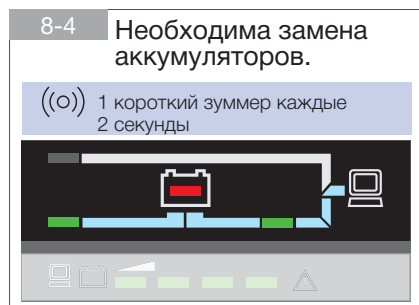 8-4
Необходима замена
аккумуляторов.
1 короткий зуммер каждые
2 секунды